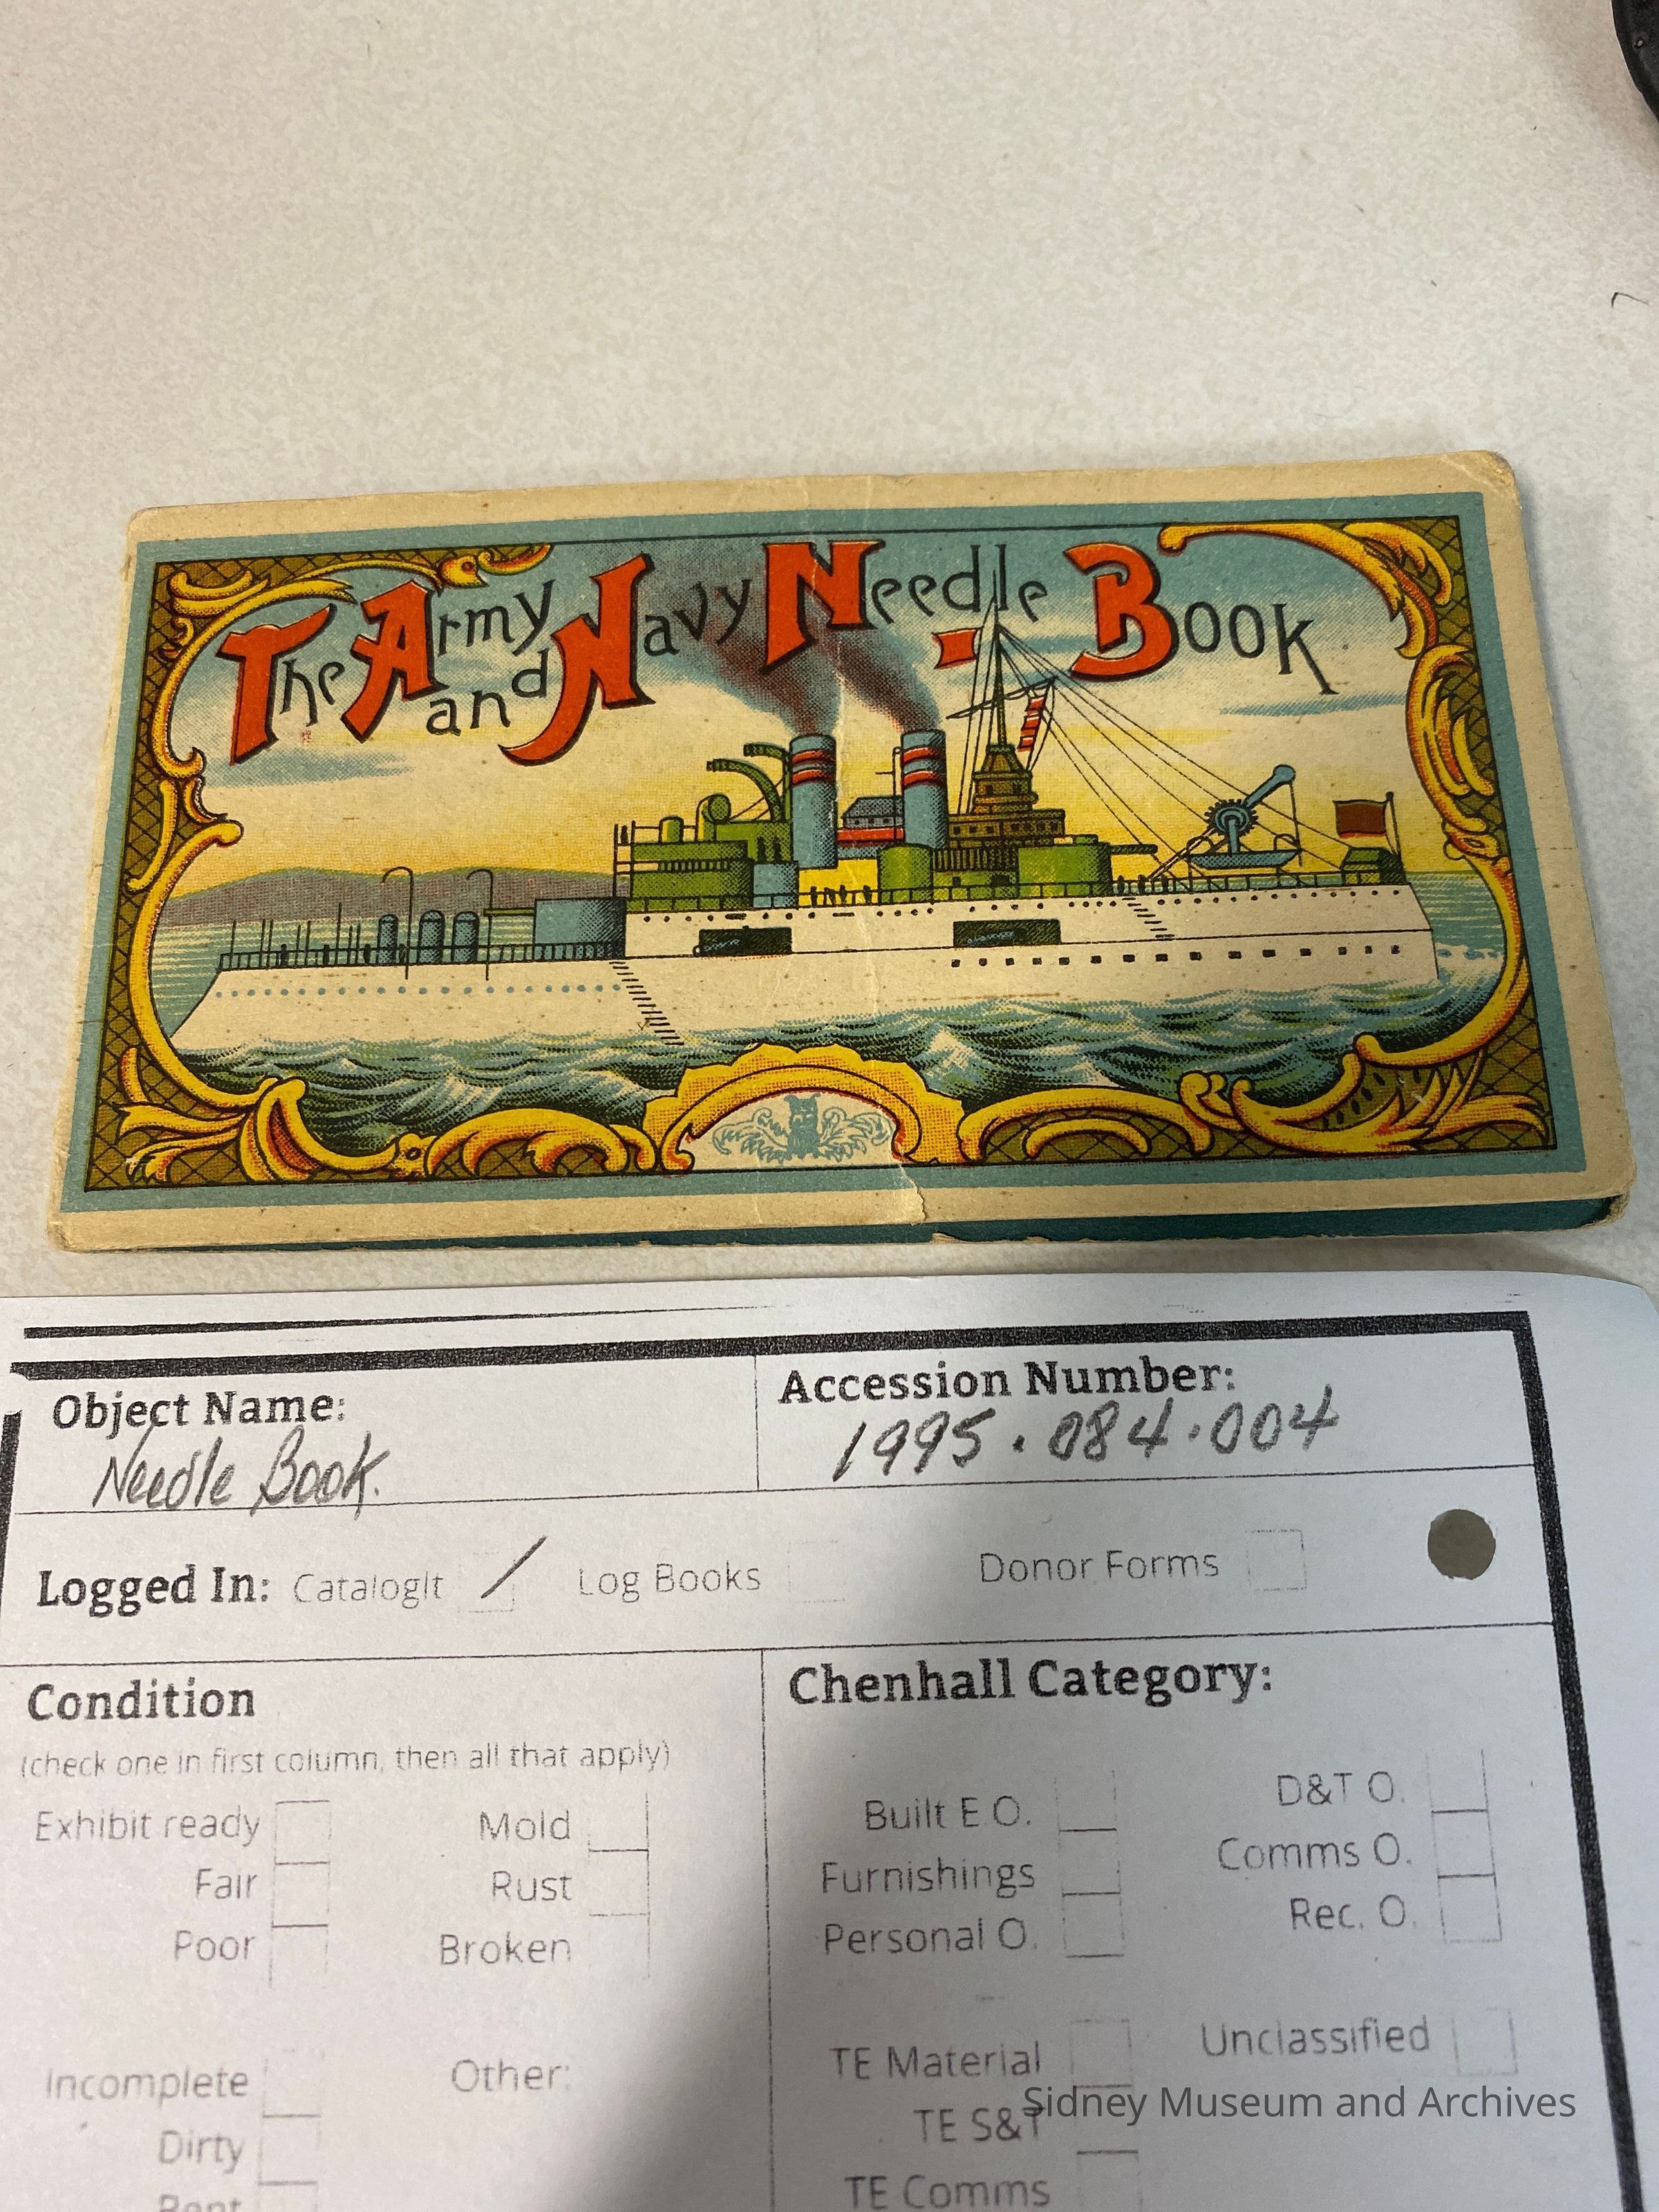 The Army and Navy Needle Book
Object Name:
Needle Book.
Accession Number:
1995.084.004
Logged In: CatalogIt Log Books Donor Forms
Condition
(check one in first column, then all that apply)
Exhibit ready Mold
Fair Rust
Poor Broken
Incomplete Other:
Dirty
Chenhall Category:
Built E O. D&T O.
Furnishings Comms O.
Personal O. Rec. O.
TE Material Unclassified
TE S&T
TE Comms
Sidney Museum and Archives